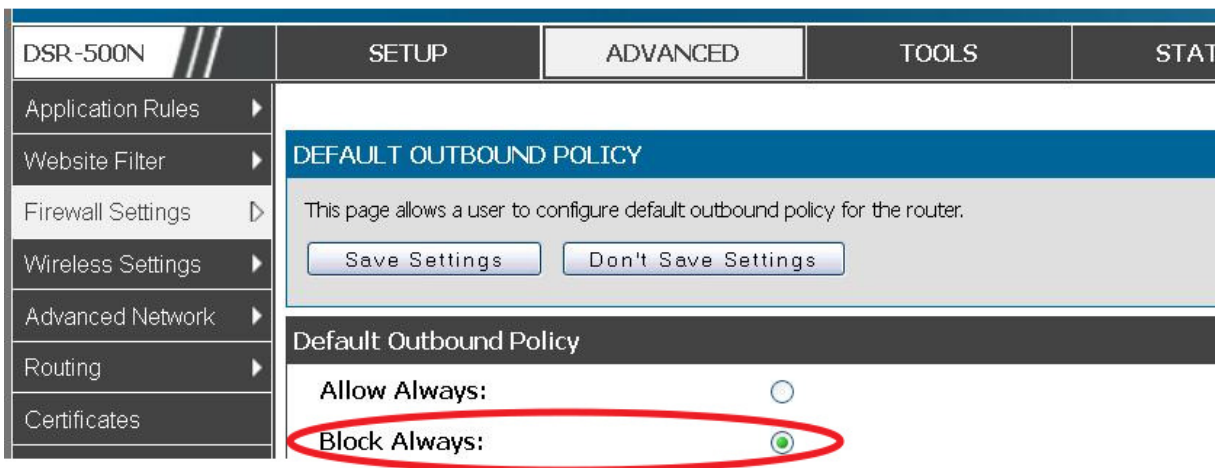 DSR-500N
SETUP
ADVANCED
TOOLS
STAT
Application Rules
Website Filter
Firewall Settings
Wireless Settings
Advanced Network
Routing
Certificates
DEFAULT OUTBOUND POLICY
This page allows a user to configure default outbound policy for the router.
Save Settings
Don't Save Settings
Default Outbound Policy
Allow Always:
Block Always: